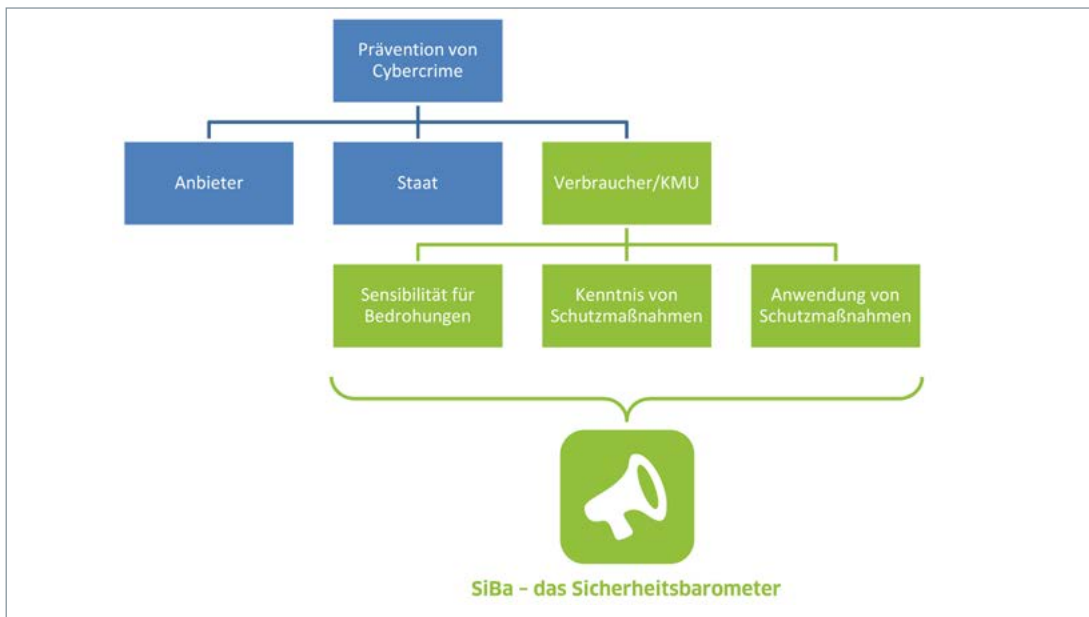 Prävention von
Cybercrime
Anbieter
Staat
Verbraucher/KMU
Sensibilität für
Bedrohungen
Kenntnis von
Schutzmaßnahmen
Anwendung von
Schutzmaßnahmen
SiBa – das Sicherheitsbarometer